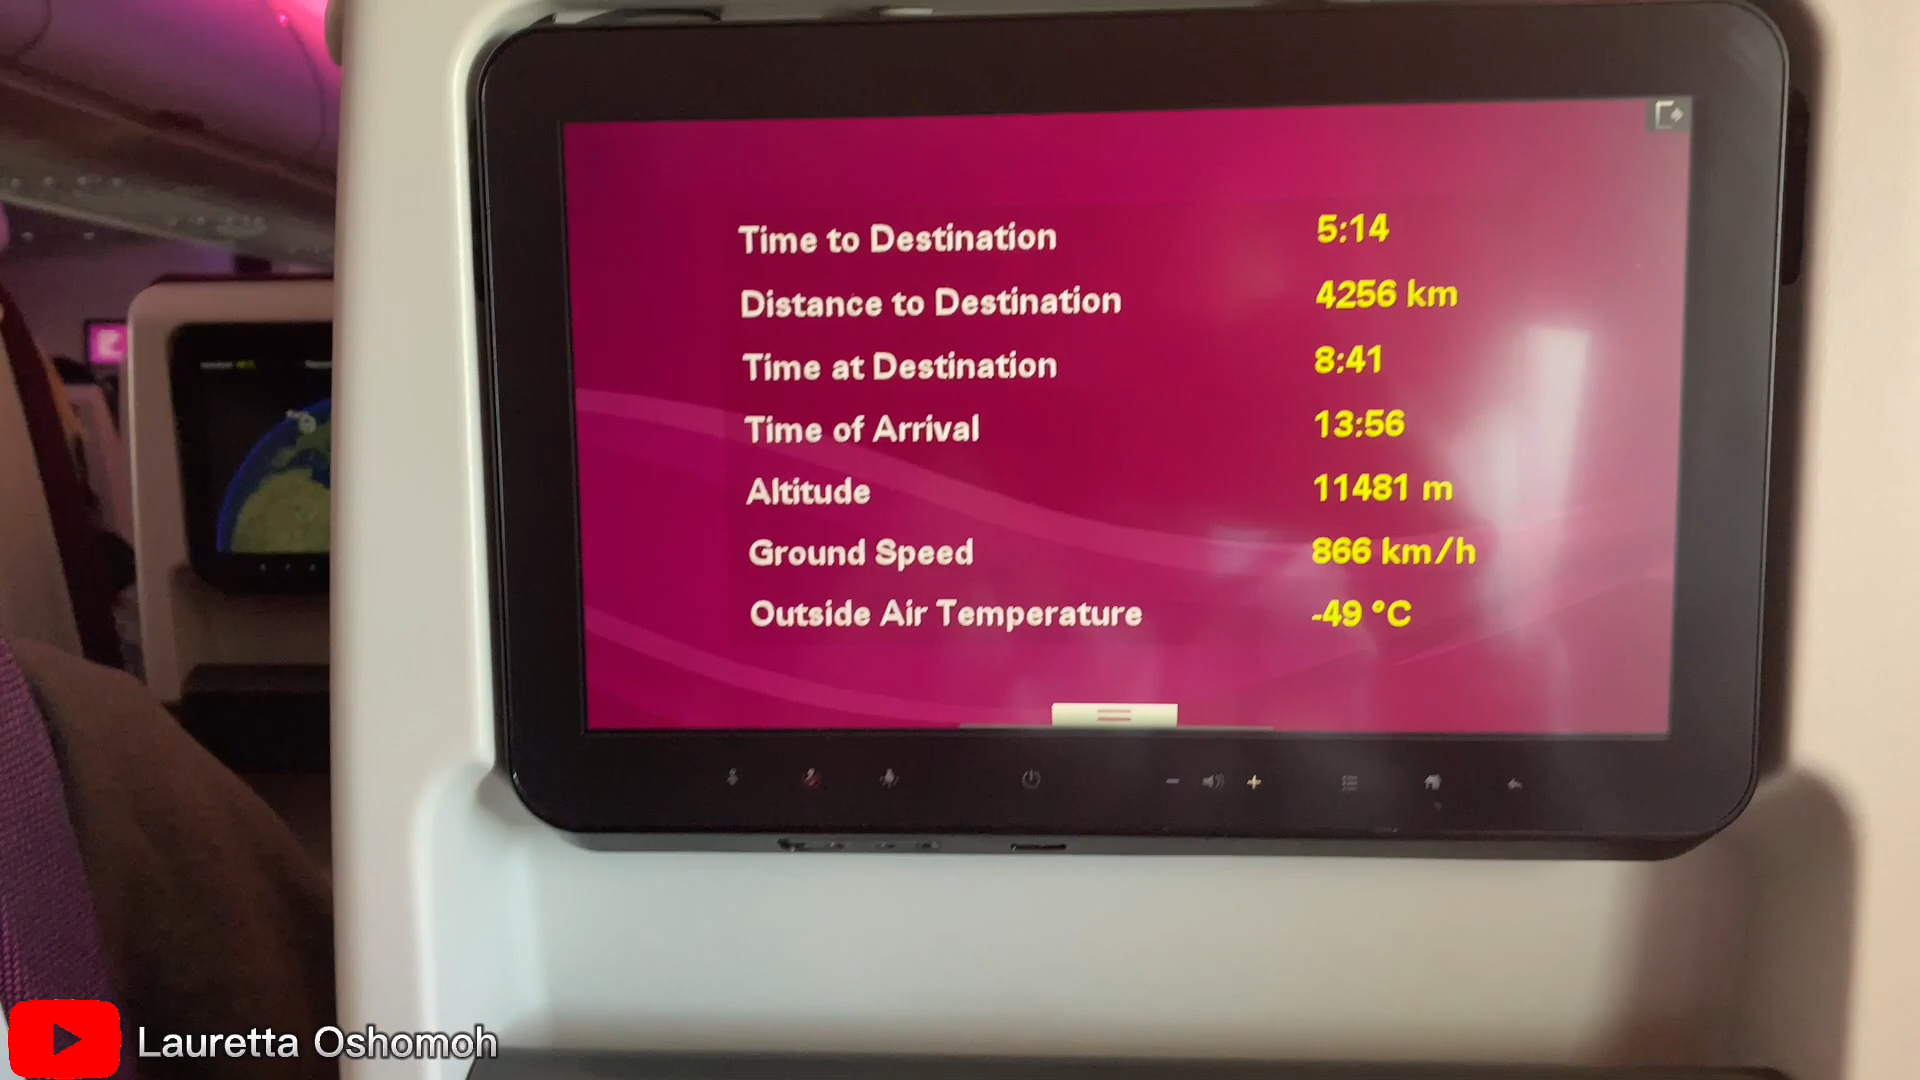 Time to Destination 5:14
Distance to Destination 4256 km
Time at Destination 8:41
Time of Arrival 13:56
Altitude 11481 m
Ground Speed 866 km/h
Outside Air Temperature -49 °C
Lauretta Oshomoh